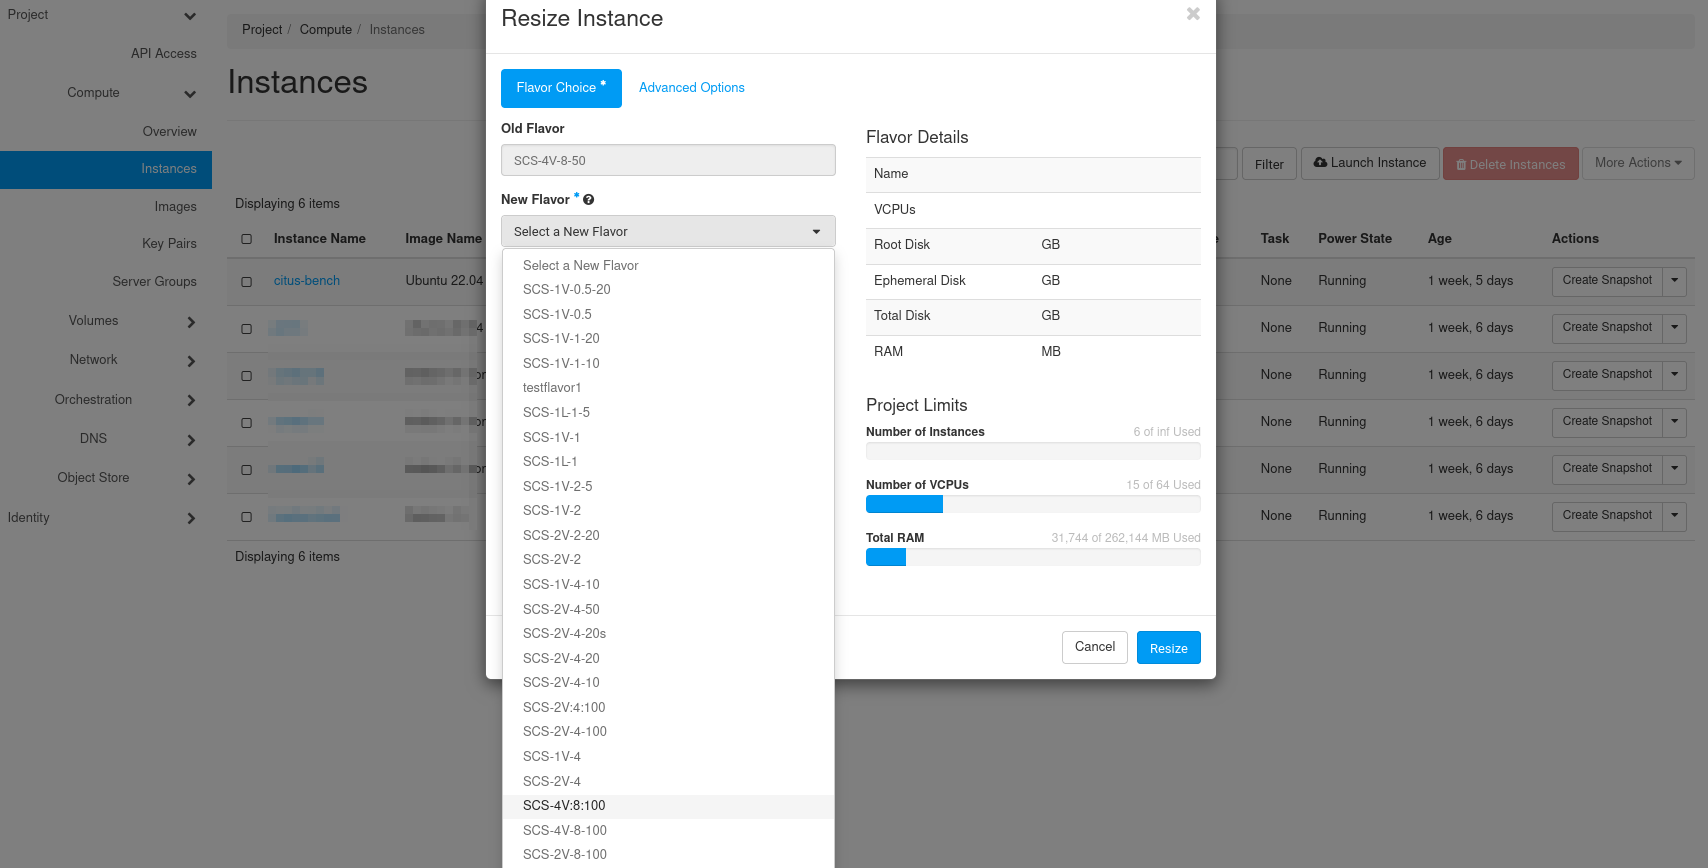 Project
API Access
Compute
Overview
Instances
Images
Key Pairs
Server Groups
Volumes
Network
Orchestration
DNS
Object Store
Identity
Project / Compute / Instances
Instances
Filter
Launch Instance
Delete Instances
More Actions
Displaying 6 items
Instance Name Image Name Task Power State Age Actions
citus-bench Ubuntu 22.04 None Running 1 week, 5 days Create Snapshot
None Running 1 week, 6 days Create Snapshot
None Running 1 week, 6 days Create Snapshot
None Running 1 week, 6 days Create Snapshot
None Running 1 week, 6 days Create Snapshot
None Running 1 week, 6 days Create Snapshot
Displaying 6 items
Resize Instance
Flavor Choice *
Advanced Options
Old Flavor
SCS-4V-8-50
New Flavor *
Select a New Flavor
Select a New Flavor
SCS-1V-0.5-20
SCS-1V-0.5
SCS-1V-1-20
SCS-1V-1-10
testflavor1
SCS-1L-1-5
SCS-1V-1
SCS-1L-1
SCS-1V-2-5
SCS-1V-2
SCS-2V-2-20
SCS-2V-2
SCS-1V-4-10
SCS-2V-4-50
SCS-2V-4-20s
SCS-2V-4-20
SCS-2V-4-10
SCS-2V:4:100
SCS-2V-4-100
SCS-1V-4
SCS-2V-4
SCS-4V:8:100
SCS-4V-8-100
SCS-2V-8-100
Flavor Details
Name
VCPUs
Root Disk GB
Ephemeral Disk GB
Total Disk GB
RAM MB
Project Limits
Number of Instances 6 of inf Used
Number of VCPUs 15 of 64 Used
Total RAM 31,744 of 262,144 MB Used
Cancel
Resize